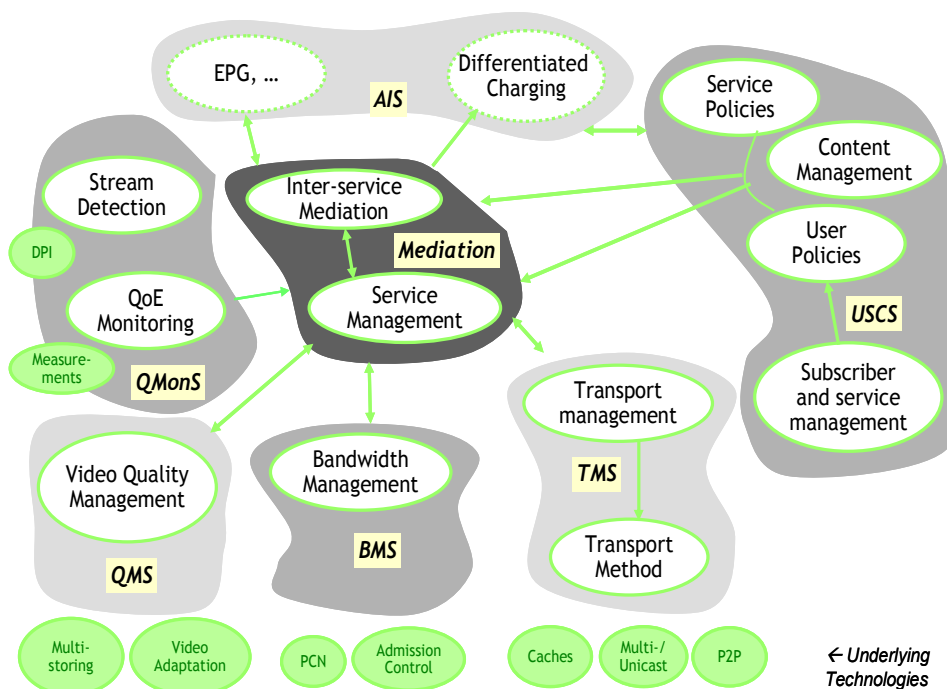 EPG, ...
AIS
Differentiated
Charging
Service
Policies
Content
Management
User
Policies
USCS
Subscriber
and service
management
Stream
Detection
DPI
QoE
Monitoring
Measure-
ments
QMonS
Inter-service
Mediation
Mediation
Service
Management
Video Quality
Management
QMS
Bandwidth
Management
BMS
Transport
management
TMS
Transport
Method
Multi-
storing
Video
Adaptation
PCN
Admission
Control
Caches
Multi-/
Unicast
P2P
← Underlying
Technologies